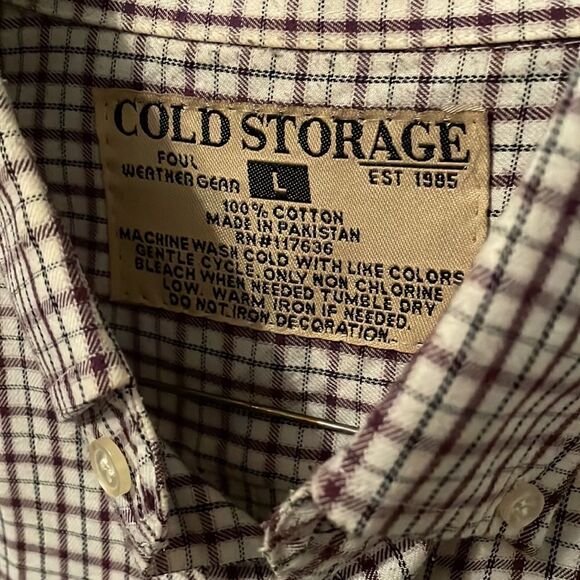 COLD STORAGE
FOUL WEATHER GEAR L EST 1985
100% COTTON
MADE IN PAKISTAN
RN#117636
MACHINE WASH COLD WITH LIKE COLORS
GENTLE CYCLE. ONLY NON CHLORINE
BLEACH WHEN NEEDED TUMBLE DRY
LOW. WARM IRON IF NEEDED.
DO NOT IRON DECORATION.